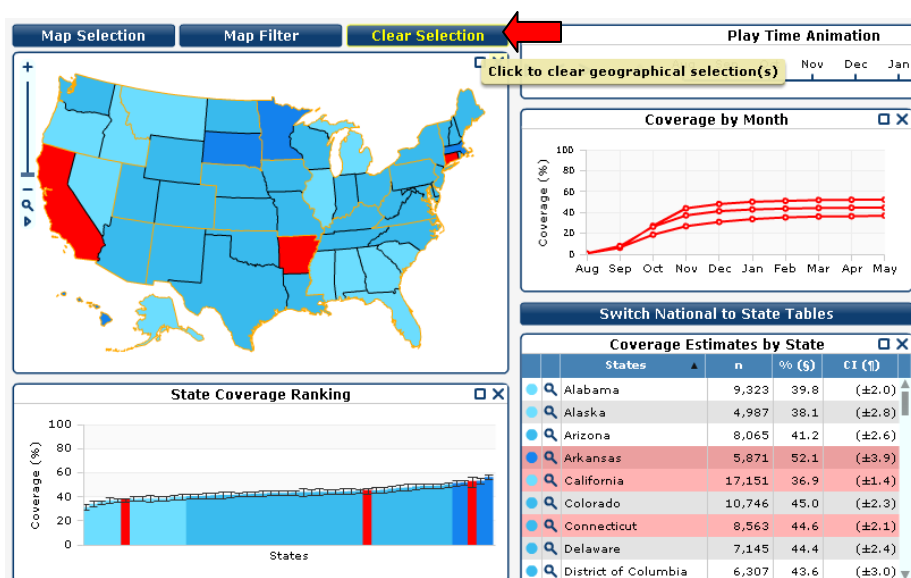 Map Selection
Map Filter
Clear Selection
Click to clear geographical selection(s)
Play Time Animation
Nov Dec Jan
Coverage by Month
Coverage (%)
100
80
60
40
20
0
Aug Sep Oct Nov Dec Jan Feb Mar Apr May
Switch National to State Tables
Coverage Estimates by State
States n % (§) CI (¶)
Alabama 9,323 39.8 (±2.0)
Alaska 4,987 38.1 (±2.8)
Arizona 8,065 41.2 (±2.6)
Arkansas 5,871 52.1 (±3.9)
California 17,151 36.9 (±1.4)
Colorado 10,746 45.0 (±2.3)
Connecticut 8,563 44.6 (±2.1)
Delaware 7,145 44.4 (±2.4)
District of Columbia 6,307 43.6 (±3.0)
State Coverage Ranking
Coverage (%)
100
80
60
40
20
0
States